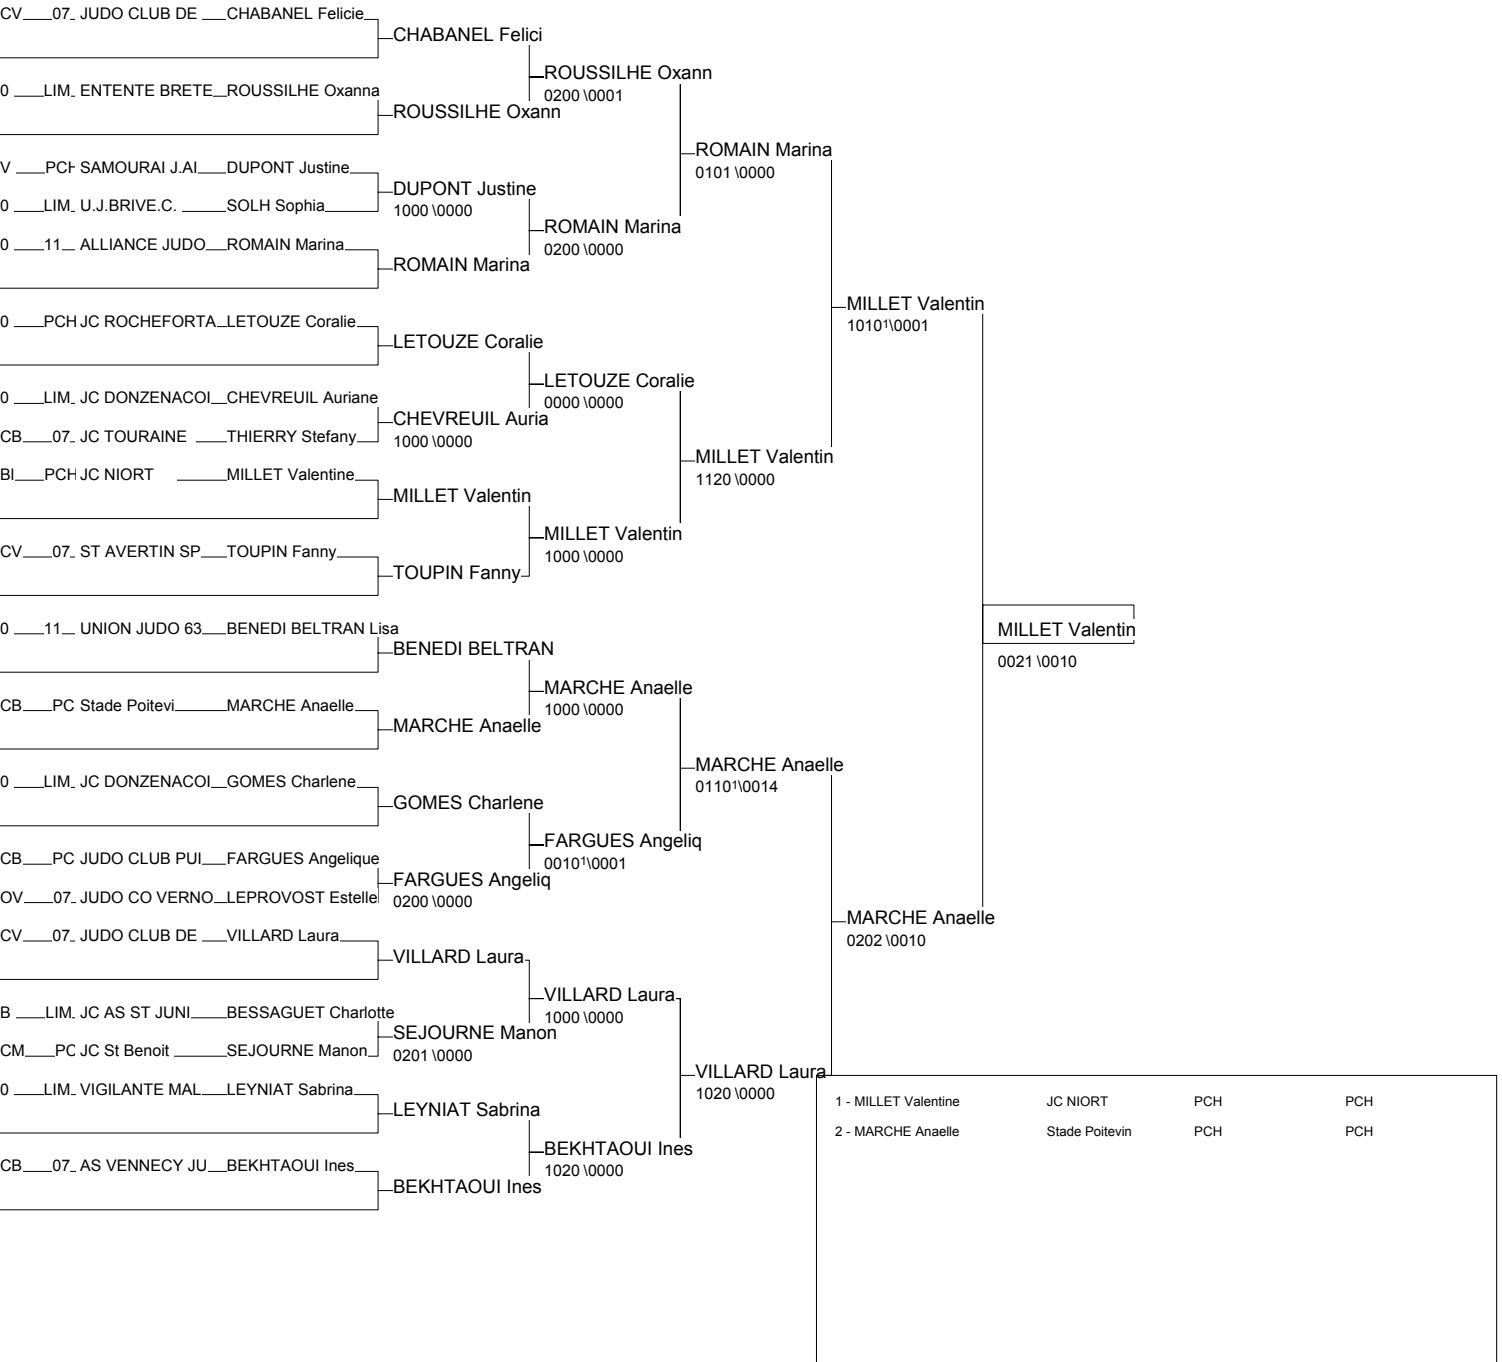 CV 07 JUDO CLUB DE CHABANEL Felicie
CHABANEL Felici
ROUSSILHE Oxann
0 LIM ENTENTE BRETE ROUSSILHE Oxanna
0200 \0001
ROUSSILHE Oxann
ROMAIN Marina
0101 \0000
V PCH SAMOURAI J.AI DUPONT Justine
DUPONT Justine
0 LIM U.J.BRIVE.C. SOLH Sophia
1000 \0000
ROMAIN Marina
0200 \0000
0 11 ALLIANCE JUDO ROMAIN Marina
ROMAIN Marina
MILLET Valentin
1010¹\0001
0 PCH JC ROCHEFORTA LETOUZE Coralie
LETOUZE Coralie
LETOUZE Coralie
0000 \0000
0 LIM JC DONZENACOI CHEVREUIL Auriane
CHEVREUIL Auria
CB 07 JC TOURAINE THIERRY Stefany
1000 \0000
MILLET Valentin
1120 \0000
BI PCH JC NIORT MILLET Valentine
MILLET Valentin
MILLET Valentin
1000 \0000
CV 07 ST AVERTIN SP TOUPIN Fanny
TOUPIN Fanny
0 11 UNION JUDO 63 BENEDI BELTRAN Lisa
MILLET Valentin
0021 \0010
BENEDI BELTRAN
MARCHE Anaelle
1000 \0000
CB PC Stade Poitevi MARCHE Anaelle
MARCHE Anaelle
MARCHE Anaelle
0110¹\0014
0 LIM JC DONZENACOI GOMES Charlene
GOMES Charlene
FARGUES Angeliq
0010¹\0001
CB PC JUDO CLUB PUI FARGUES Angelique
FARGUES Angeliq
OV 07 JUDO CO VERNO LEPROVOST Estelle
0200 \0000
MARCHE Anaelle
0202 \0010
CV 07 JUDO CLUB DE VILLARD Laura
VILLARD Laura
VILLARD Laura
1000 \0000
B LIM JC AS ST JUNI BESSAGUET Charlotte
SEJOURNE Manon
CM PC JC St Benoit SEJOURNE Manon
0201 \0000
VILLARD Laura
1020 \0000
0 LIM VIGILANTE MAL LEYNIAT Sabrina
LEYNIAT Sabrina
BEKHTAOUI Ines
1020 \0000
CB 07 AS VENNECY JU BEKHTAOUI Ines
BEKHTAOUI Ines
1 - MILLET Valentine JC NIORT PCH PCH
2 - MARCHE Anaelle Stade Poitevin PCH PCH